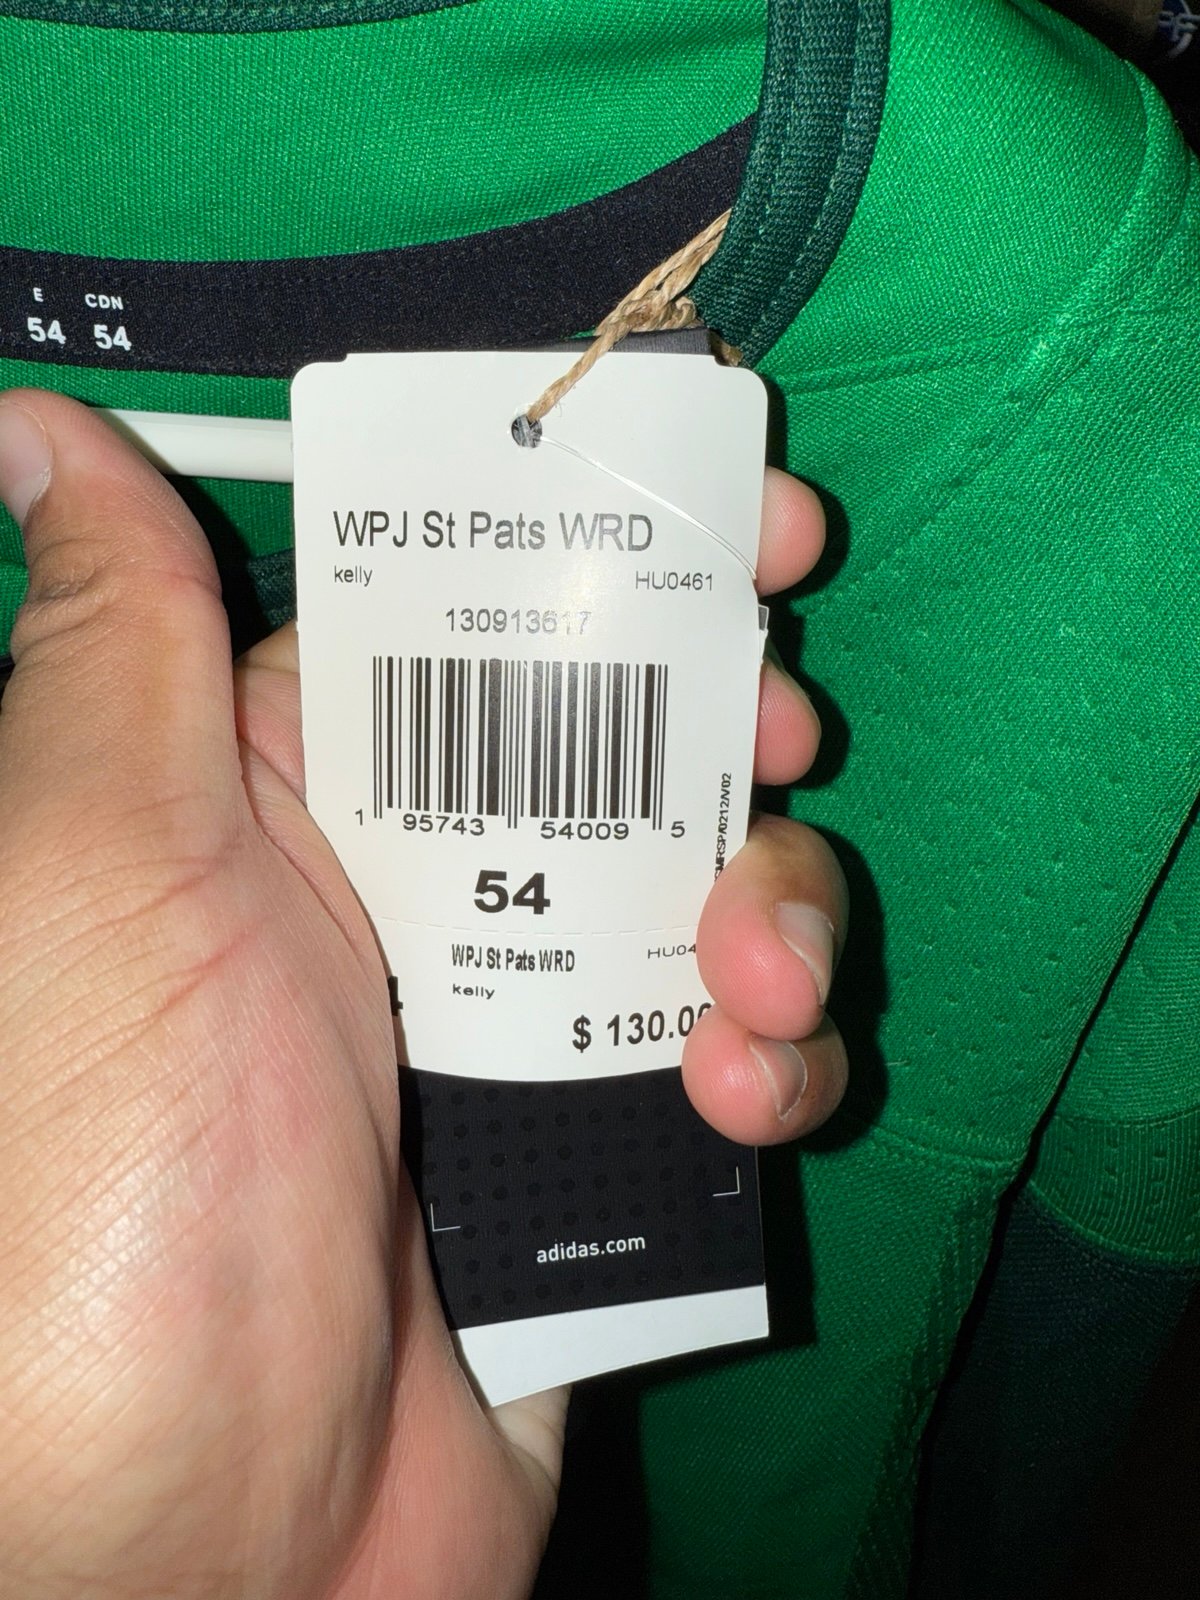 E CDN
54 54
WPJ St Pats WRD
kelly HU0461
130913617
1 95743 54009 5
54
WPJ St Pats WRD
kelly
$ 130.00
adidas.com